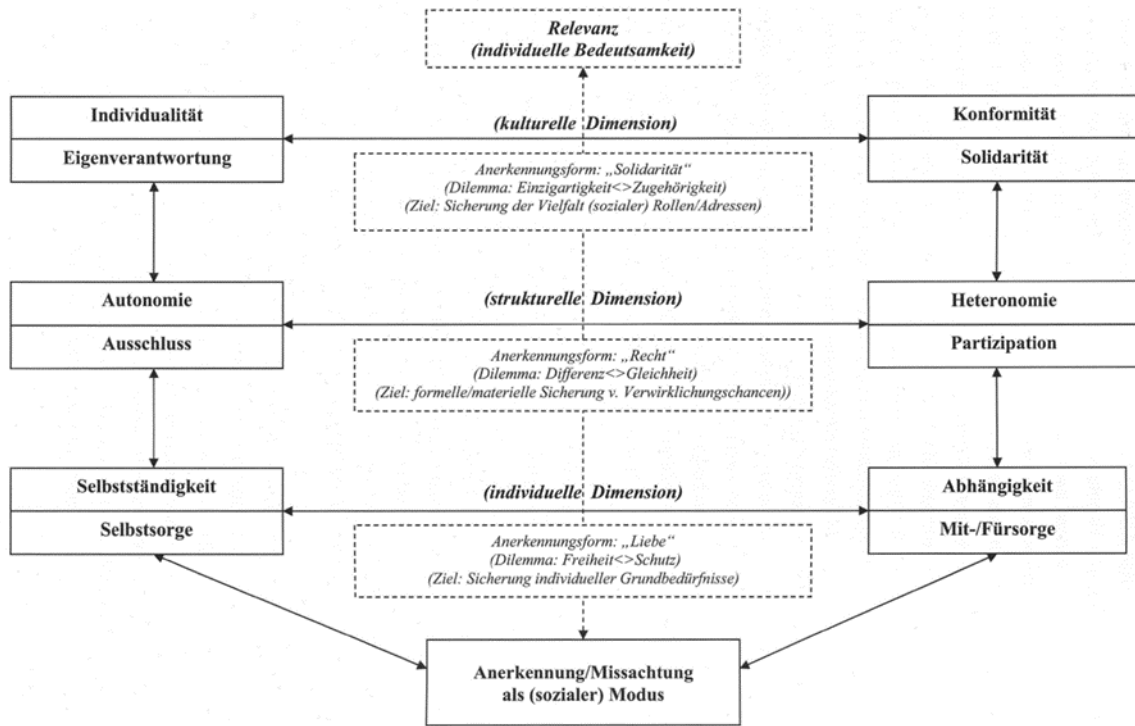 Relevanz
(individuelle Bedeutsamkeit)
Individualität
Eigenverantwortung
(kulturelle Dimension)
Konformität
Solidarität
Anerkennungsform: „Solidarität“
(Dilemma: Einzigartigkeit<>Zugehörigkeit)
(Ziel: Sicherung der Vielfalt (sozialer) Rollen/Adressen)
Autonomie
Ausschluss
(strukturelle Dimension)
Heteronomie
Partizipation
Anerkennungsform: „Recht“
(Dilemma: Differenz<>Gleichheit)
(Ziel: formelle/materielle Sicherung v. Verwirklichungschancen))
Selbstständigkeit
Selbstsorge
(individuelle Dimension)
Abhängigkeit
Mit-/Fürsorge
Anerkennungsform: „Liebe“
(Dilemma: Freiheit<>Schutz)
(Ziel: Sicherung individueller Grundbedürfnisse)
Anerkennung/Missachtung
als (sozialer) Modus